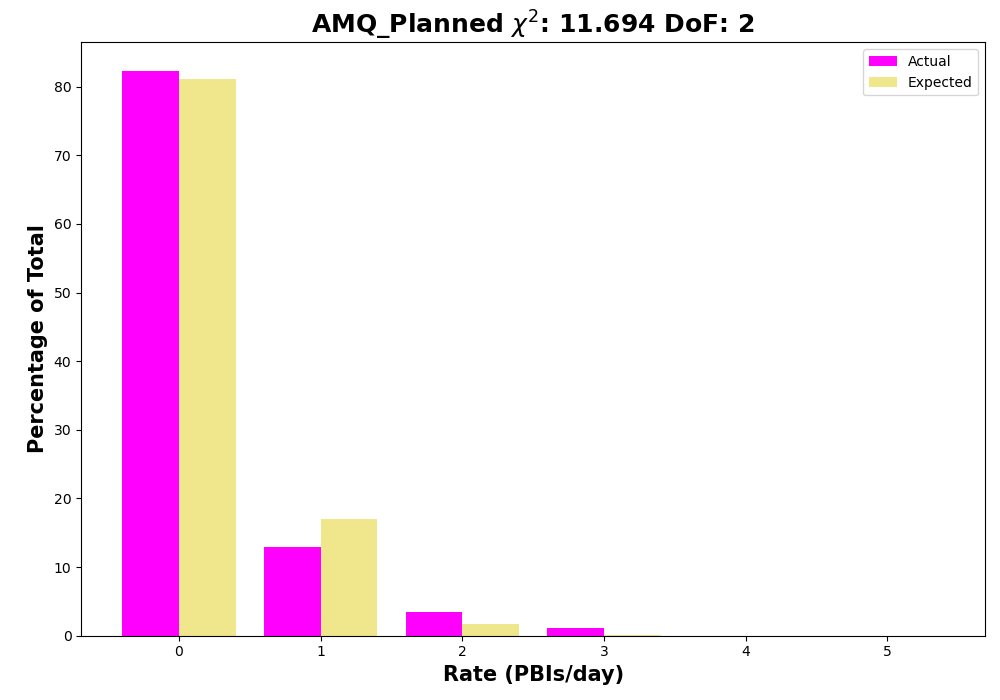 AMQ_Planned χ²: 11.694 DoF: 2
Actual
Expected
80
70
60
50
40
30
20
10
0
Percentage of Total
0 1 2 3 4 5
Rate (PBIs/day)